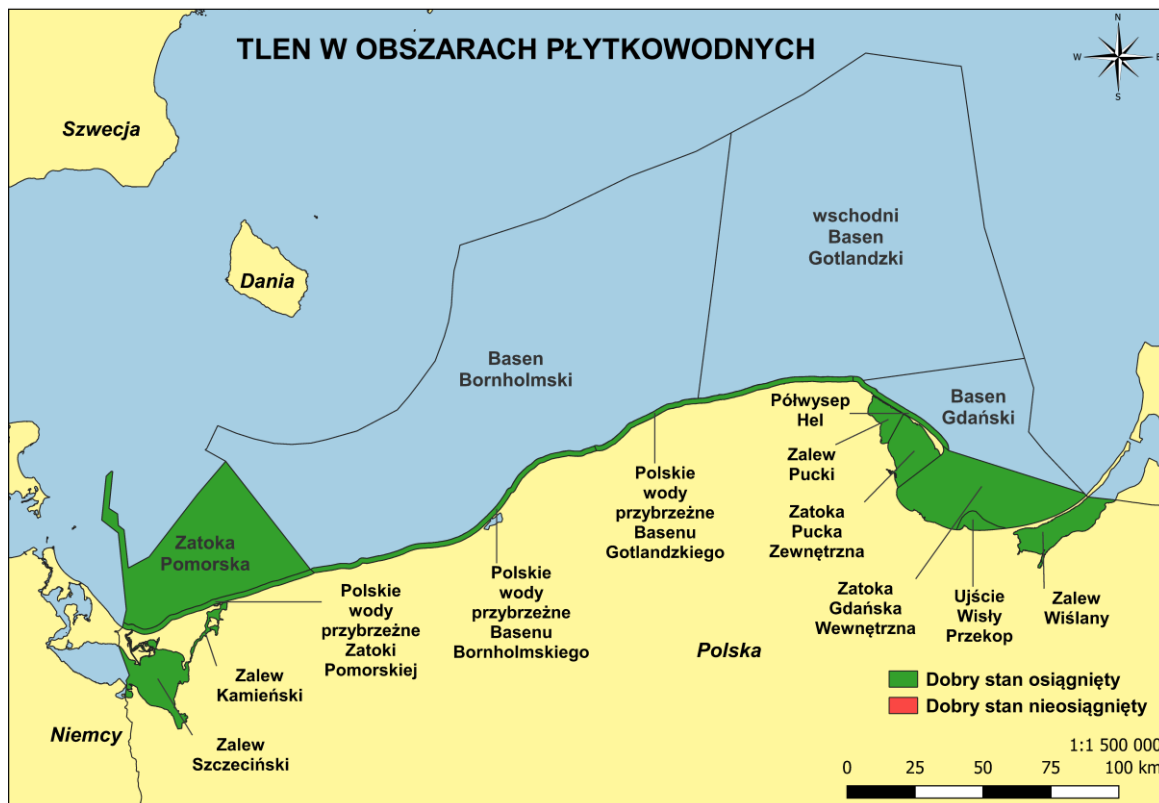 TLEN W OBSZARACH PŁYTKOWODNYCH
N
W
E
S
Szwecja
wschodni
Basen
Gotlandzki
Dania
Basen
Bornholmski
Basen
Gdański
Półwysep
Hel
Zalew
Pucki
Zatoka
Pucka
Zewnętrzna
Polskie
wody
przybrzeżne
Basenu
Gotlandzkiego
Zatoka
Pomorska
Polskie
wody
przybrzeżne
Zatoki
Pomorskiej
Polskie
wody
przybrzeżne
Basenu
Bornholmskiego
Zatoka
Gdańska
Wewnętrzna
Ujście
Wisły
Przekop
Zalew
Wiślany
Zalew
Kamieński
Polska
Niemcy
Zalew
Szczeciński
Dobry stan osiągnięty
Dobry stan nieosiągnięty
1:1 500 000
0 25 50 75 100 km